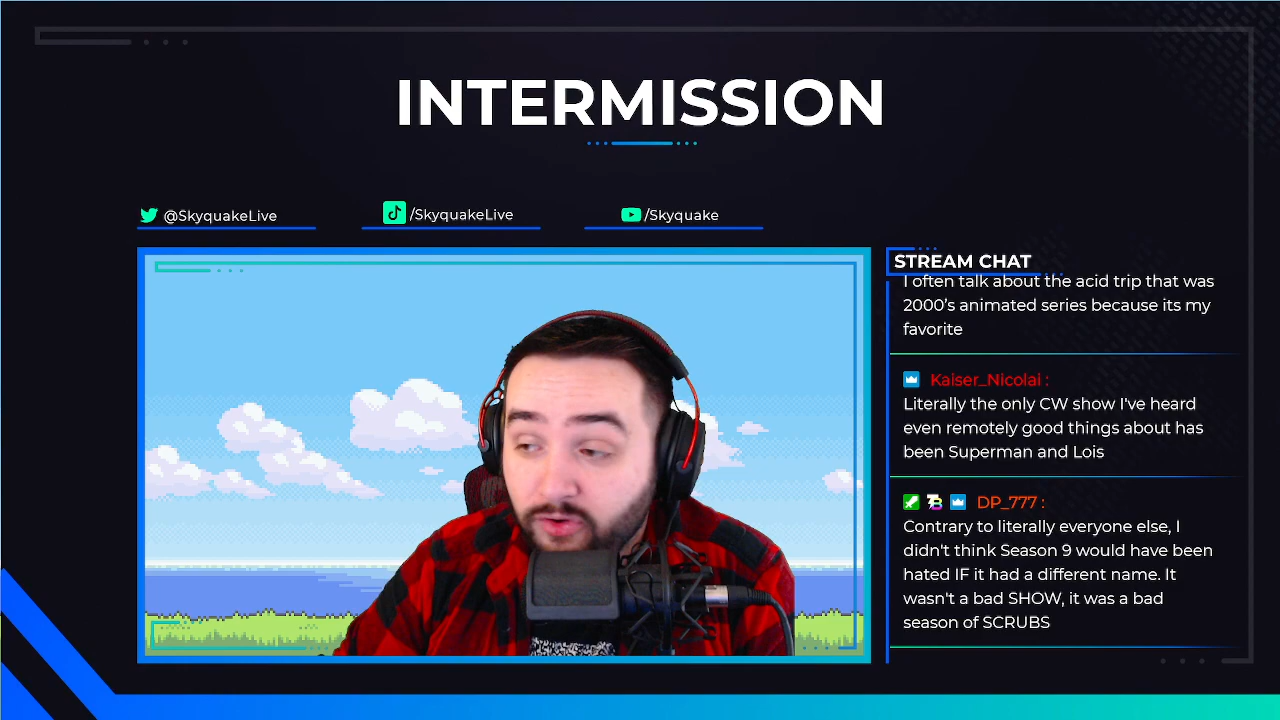 INTERMISSION
@SkyquakeLive
/SkyquakeLive
/Skyquake
STREAM CHAT
I often talk about the acid trip that was
2000's animated series because its my
favorite
Kaiser_Nicolai :
Literally the only CW show I've heard
even remotely good things about has
been Superman and Lois
DP_777 :
Contrary to literally everyone else, I
didn't think Season 9 would have been
hated IF it had a different name. It
wasn't a bad SHOW, it was a bad
season of SCRUBS